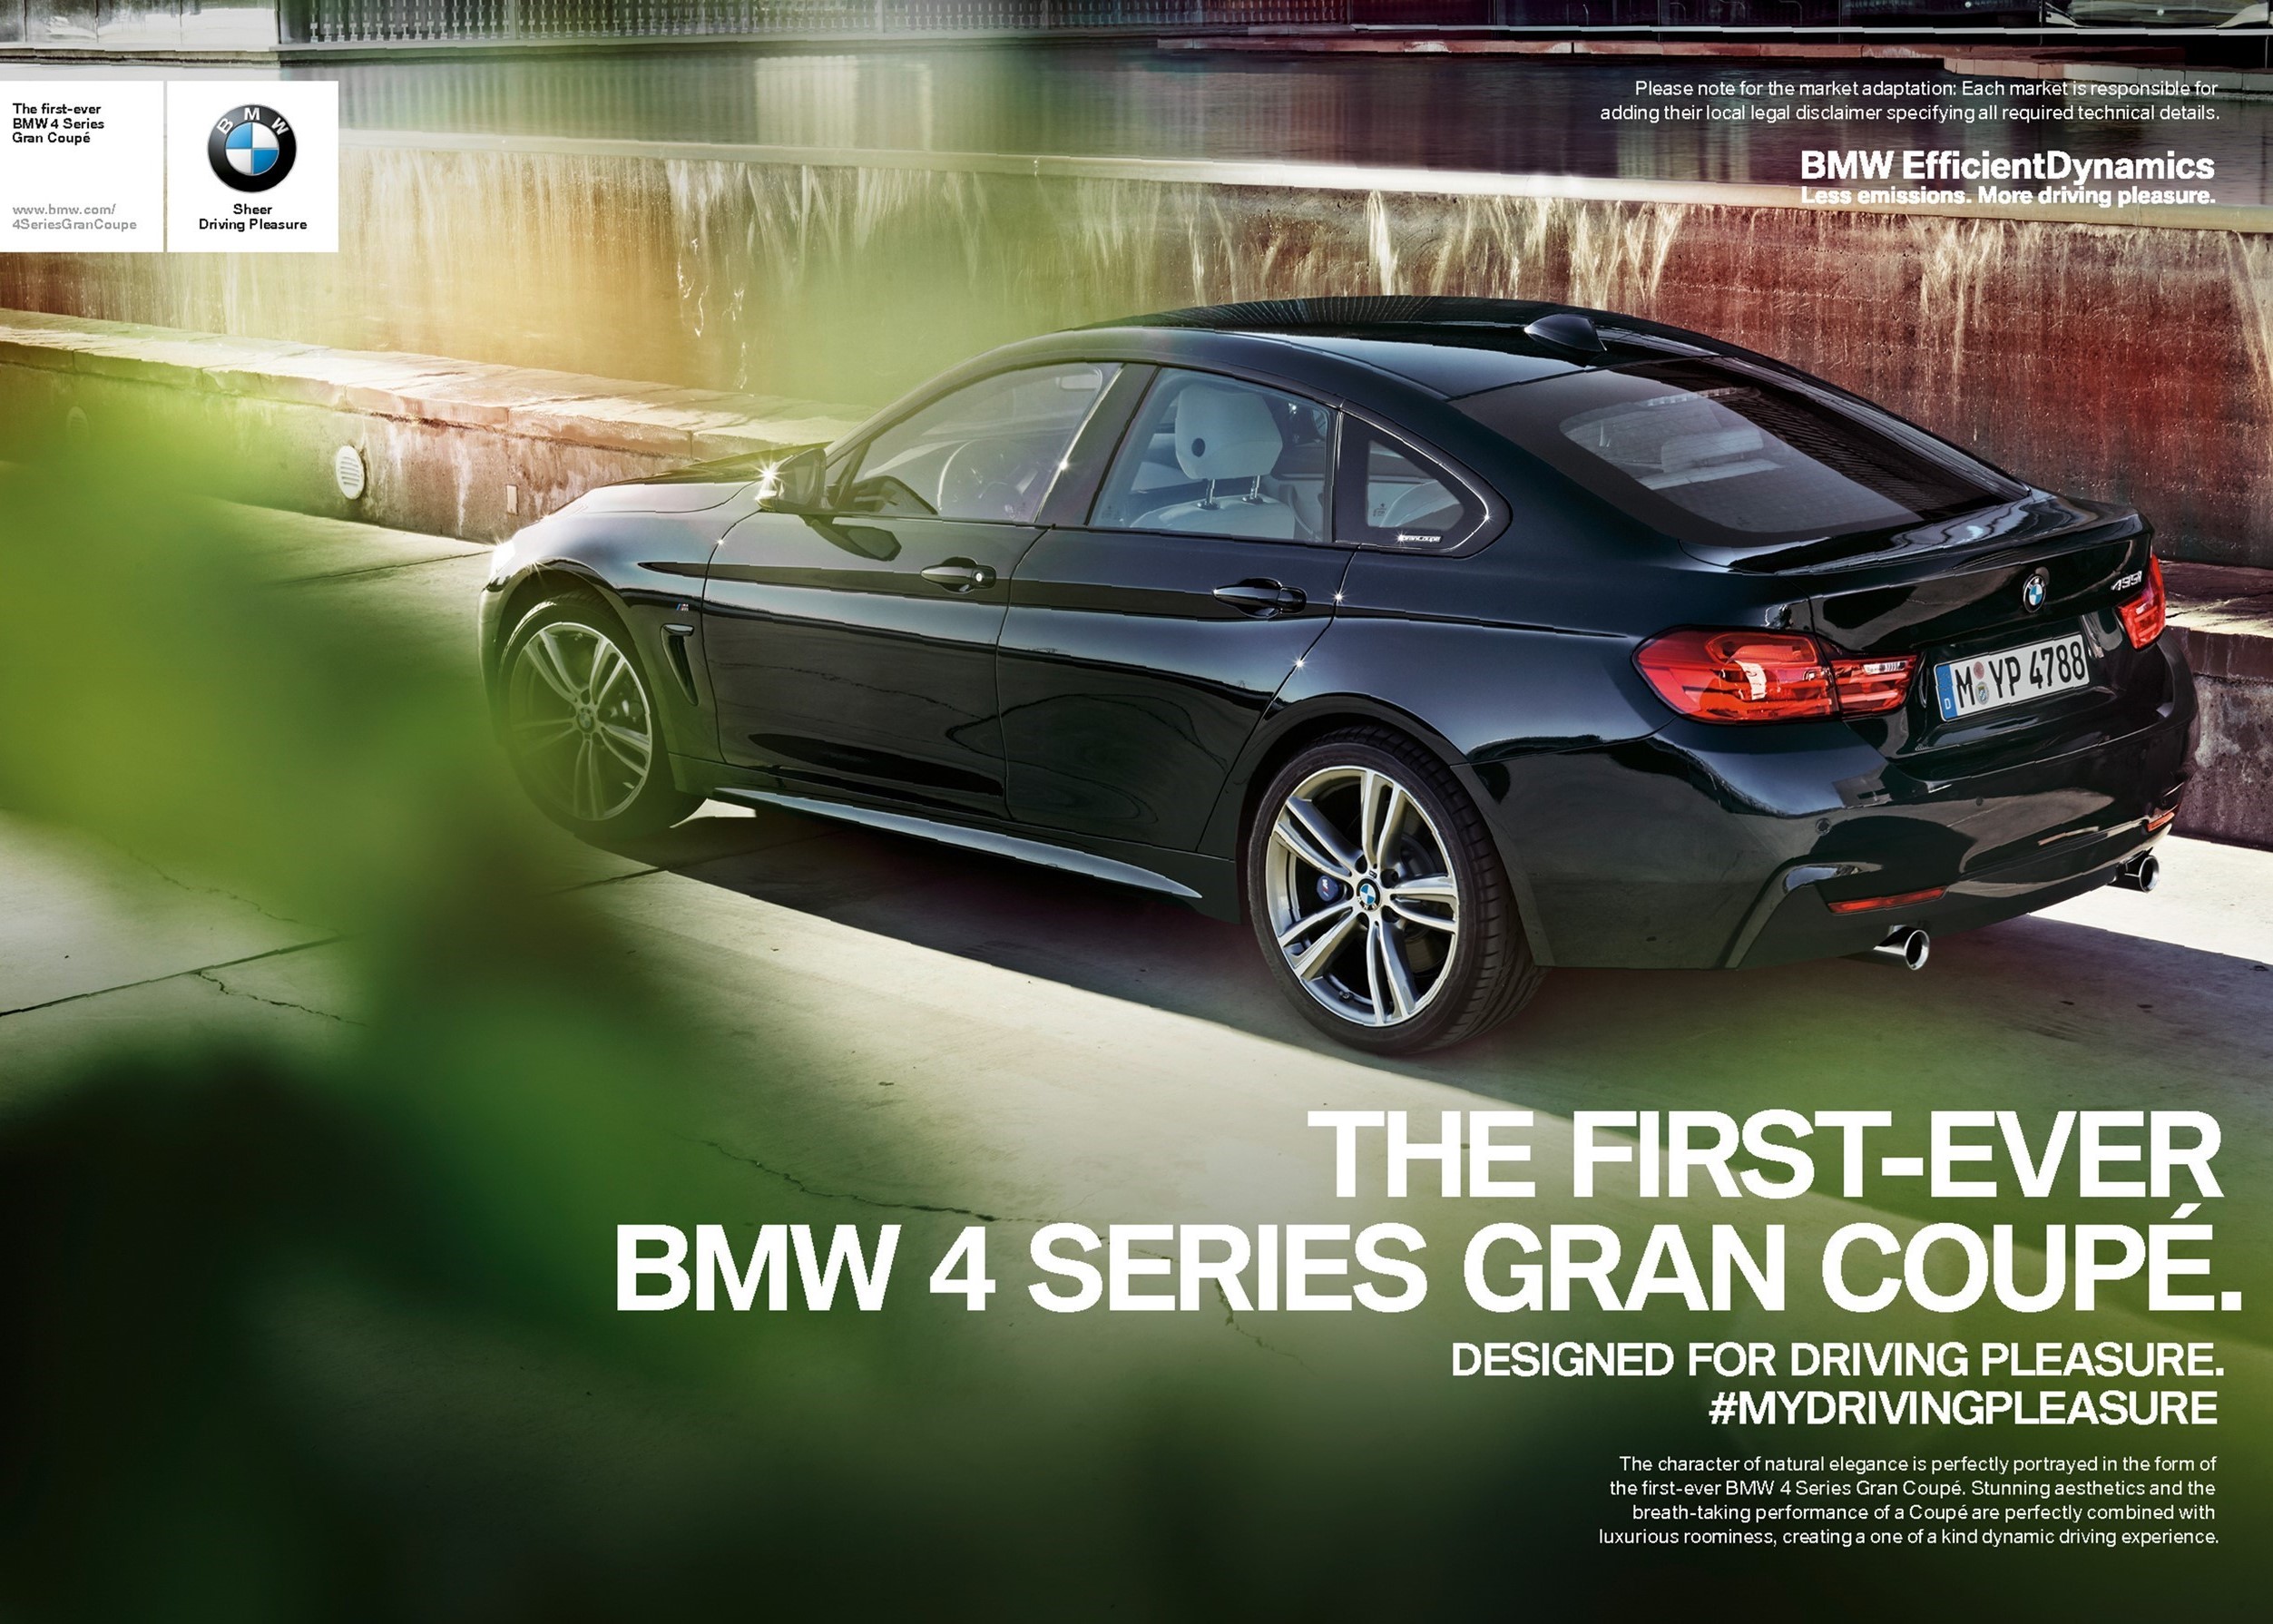 The first-ever
BMW 4 Series
Gran Coupé
www.bmw.com/
4SeriesGranCoupe
BMW
Sheer
Driving Pleasure
Please note for the market adaptation: Each market is responsible for
adding their local legal disclaimer specifying all required technical details.
BMW EfficientDynamics
Less emissions. More driving pleasure.
GranCoupé
435i
D M YP 4788
THE FIRST-EVER
BMW 4 SERIES GRAN COUPÉ.
DESIGNED FOR DRIVING PLEASURE.
#MYDRIVINGPLEASURE
The character of natural elegance is perfectly portrayed in the form of
the first-ever BMW 4 Series Gran Coupé. Stunning aesthetics and the
breath-taking performance of a Coupé are perfectly combined with
luxurious roominess, creating a one of a kind dynamic driving experience.